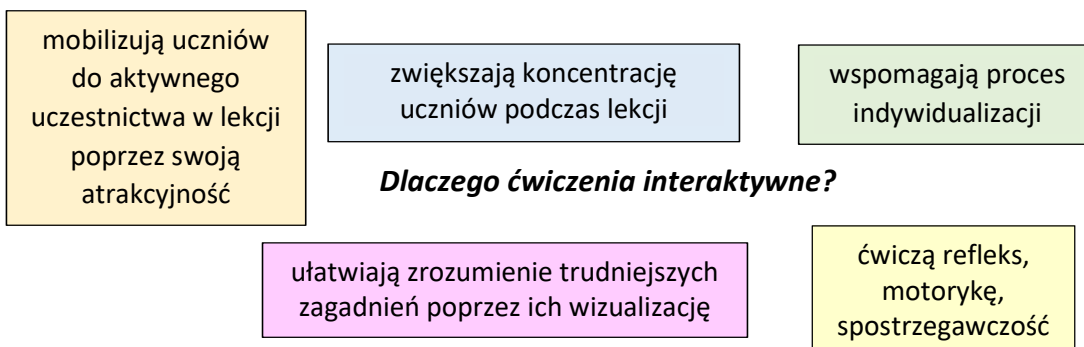 mobilizują uczniów
do aktywnego
uczestnictwa w lekcji
poprzez swoją
atrakcyjność
zwiększają koncentrację
uczniów podczas lekcji
wspomagają proces
indywidualizacji
Dlaczego ćwiczenia interaktywne?
ułatwiają zrozumienie trudniejszych
zagadnień poprzez ich wizualizację
ćwiczą refleks,
motorykę,
spostrzegawczość